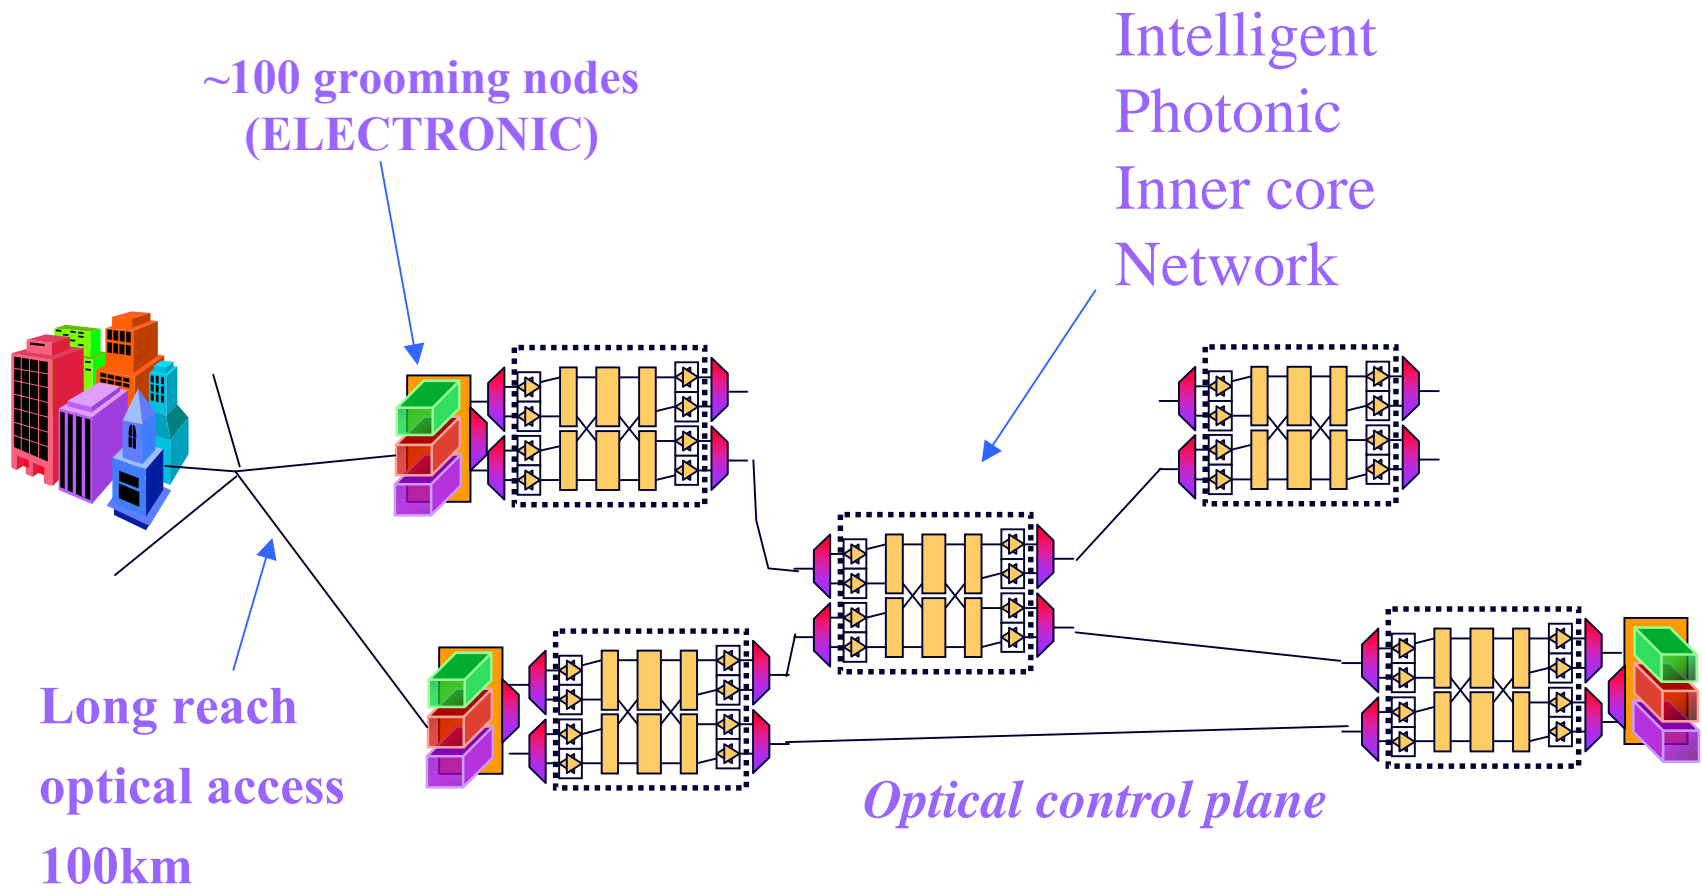 ~100 grooming nodes
(ELECTRONIC)
Intelligent
Photonic
Inner core
Network
Long reach
optical access
100km
Optical control plane